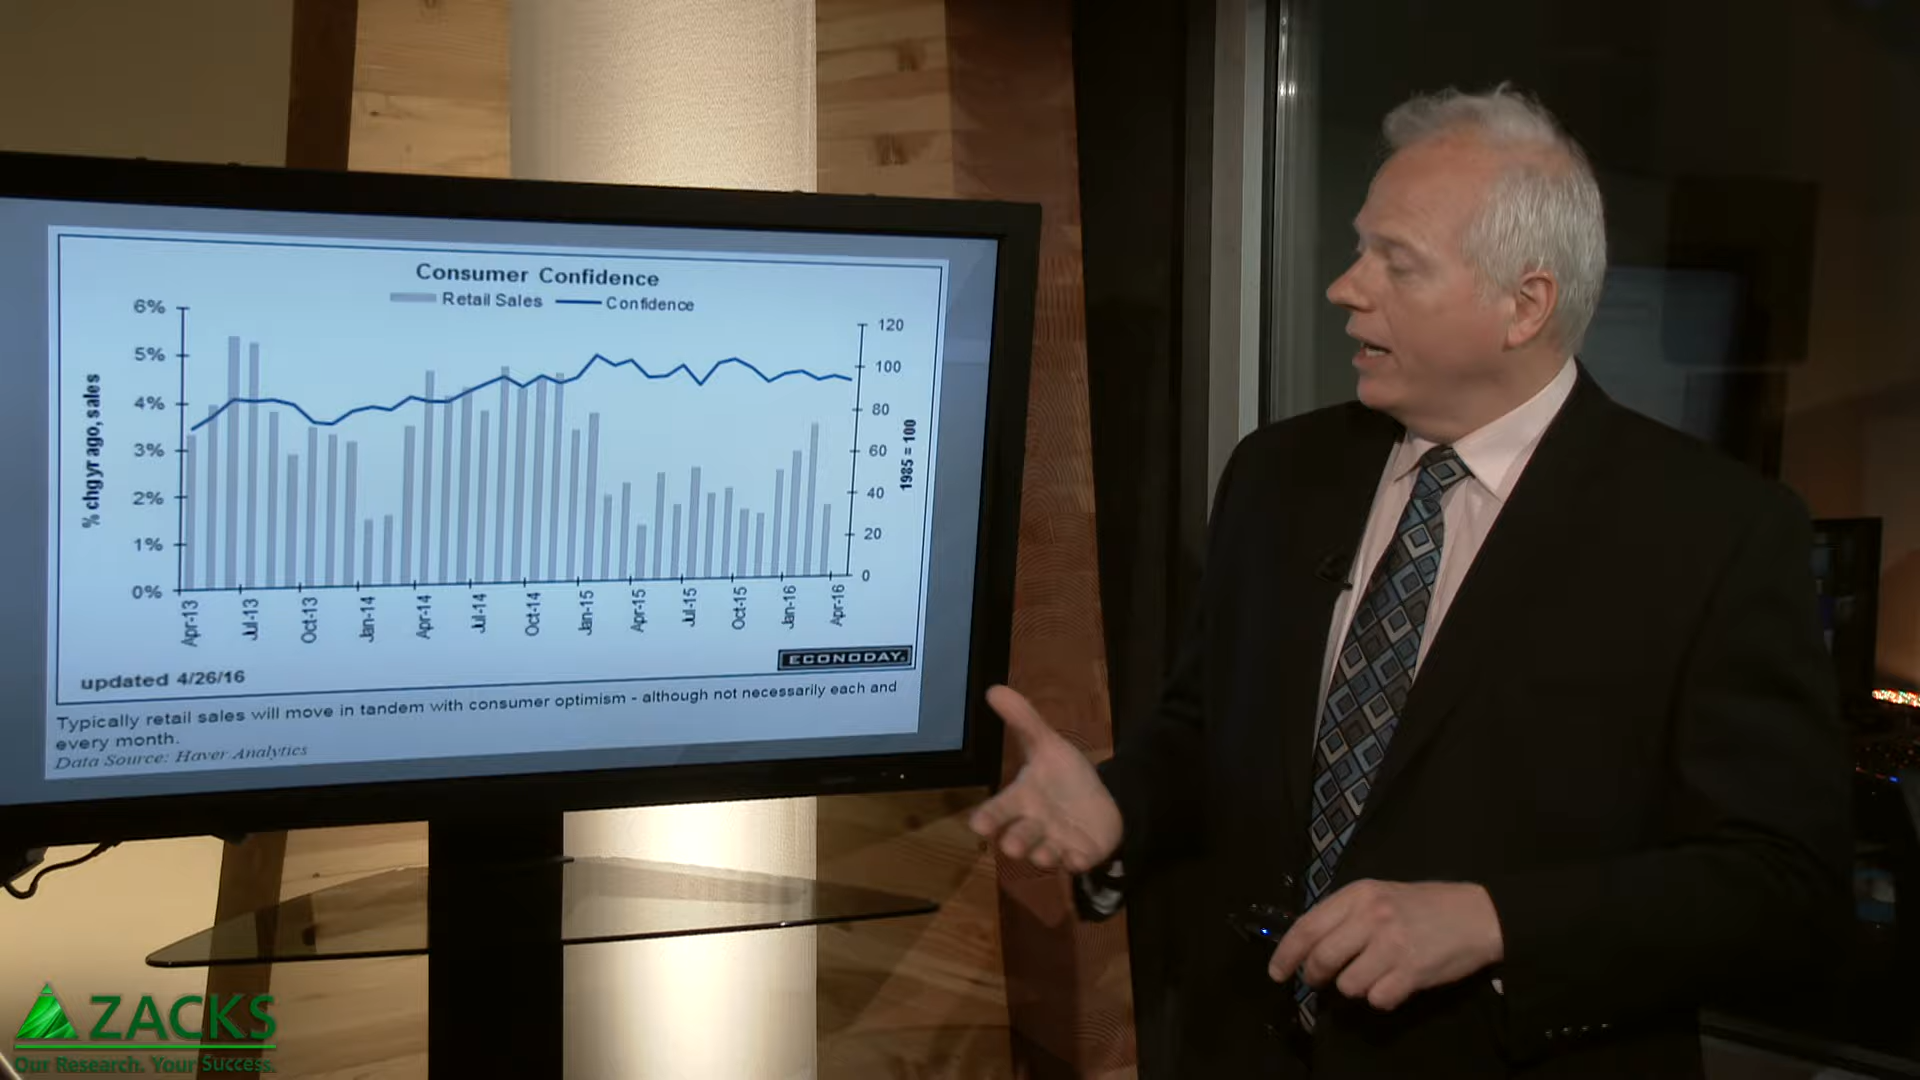 Consumer Confidence
Retail Sales Confidence
6%
5%
4%
3%
2%
1%
0%
% chg yr ago, sales
120
100
80
60
40
20
0
1985 = 100
Apr-13
Jul-13
Oct-13
Jan-14
Apr-14
Jul-14
Oct-14
Jan-15
Apr-15
Jul-15
Oct-15
Jan-16
Apr-16
ECONODAY
updated 4/26/16
Typically retail sales will move in tandem with consumer optimism - although not necessarily each and
every month.
Data Source: Haver Analytics
ZACKS
Our Research. Your Success.